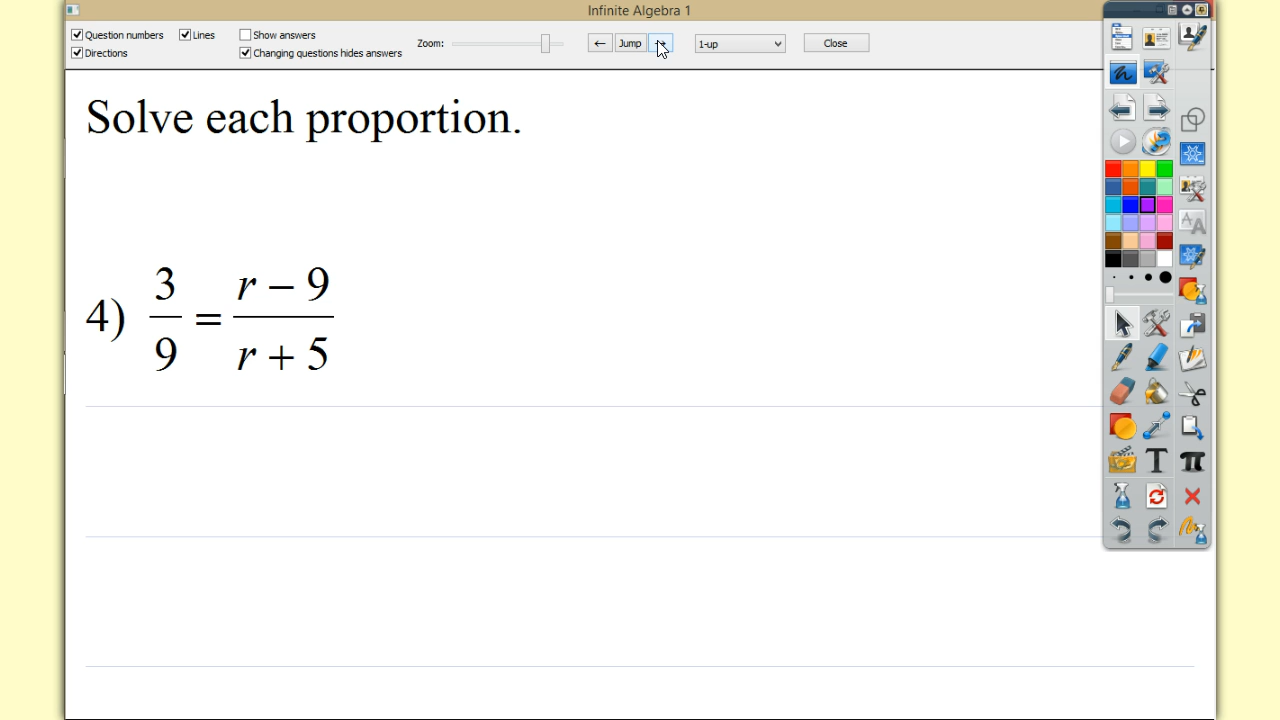 Infinite Algebra 1
Question numbers Lines Show answers
Directions Changing questions hides answers
Zoom: Jump 1-up Close
Solve each proportion.
4) 3/9 = r − 9/r + 5